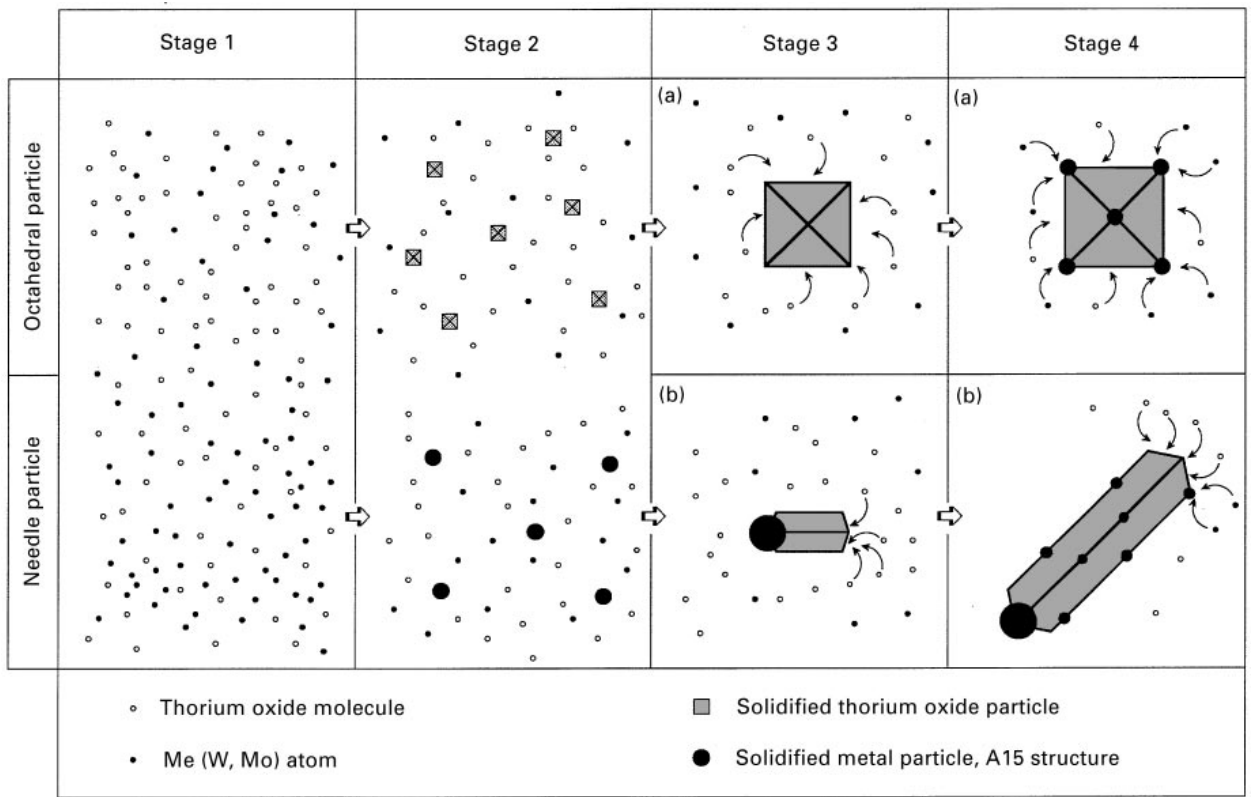 Stage 1
Stage 2
Stage 3
Stage 4
Octahedral particle
(a)
(a)
Needle particle
(b)
(b)
Thorium oxide molecule
Solidified thorium oxide particle
Me (W, Mo) atom
Solidified metal particle, A15 structure